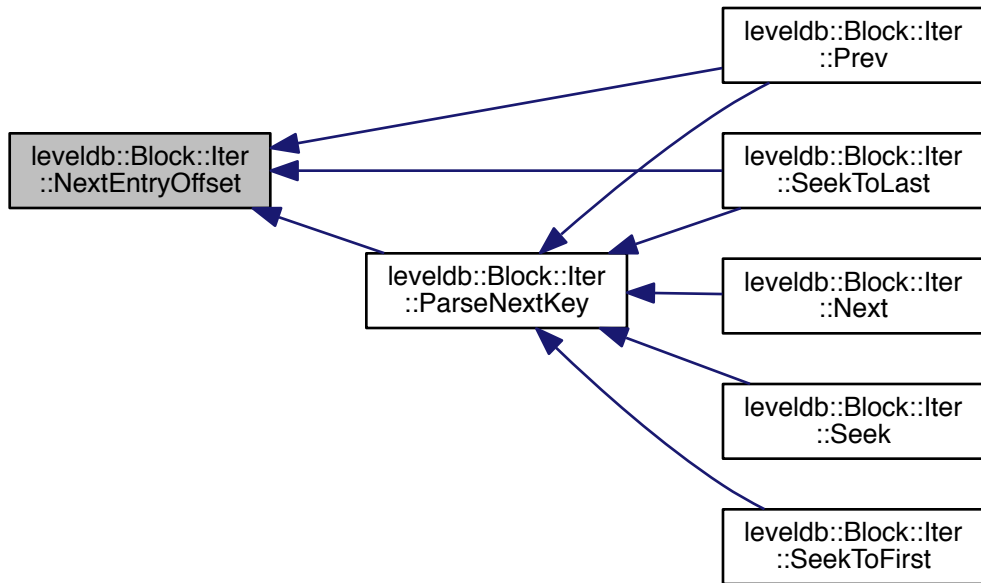 leveldb::Block::Iter
::Prev
leveldb::Block::Iter
::NextEntryOffset
leveldb::Block::Iter
::SeekToLast
leveldb::Block::Iter
::ParseNextKey
leveldb::Block::Iter
::Next
leveldb::Block::Iter
::Seek
leveldb::Block::Iter
::SeekToFirst